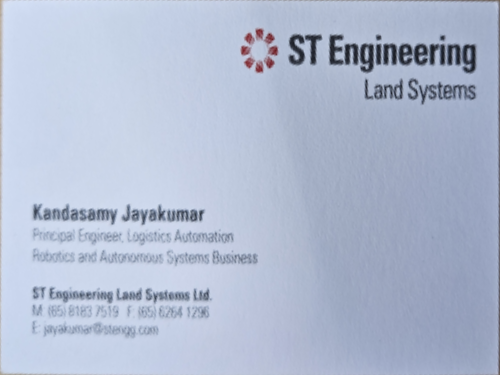 ST Engineering
Land Systems
Kandasamy Jayakumar
Principal Engineer, Logistics Automation
Robotics and Autonomous Systems Business
ST Engineering Land Systems Ltd.
M: (65) 8183 7519 F: (65) 6264 1296
E: jayakumar@stengg.com